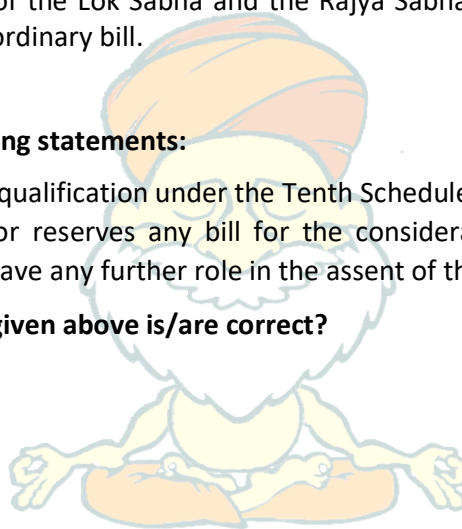 of the Lok Sabha and the Rajya Sabha
ordinary bill.
ng statements:
qualification under the Tenth Schedule
or reserves any bill for the considera
ave any further role in the assent of th
given above is/are correct?